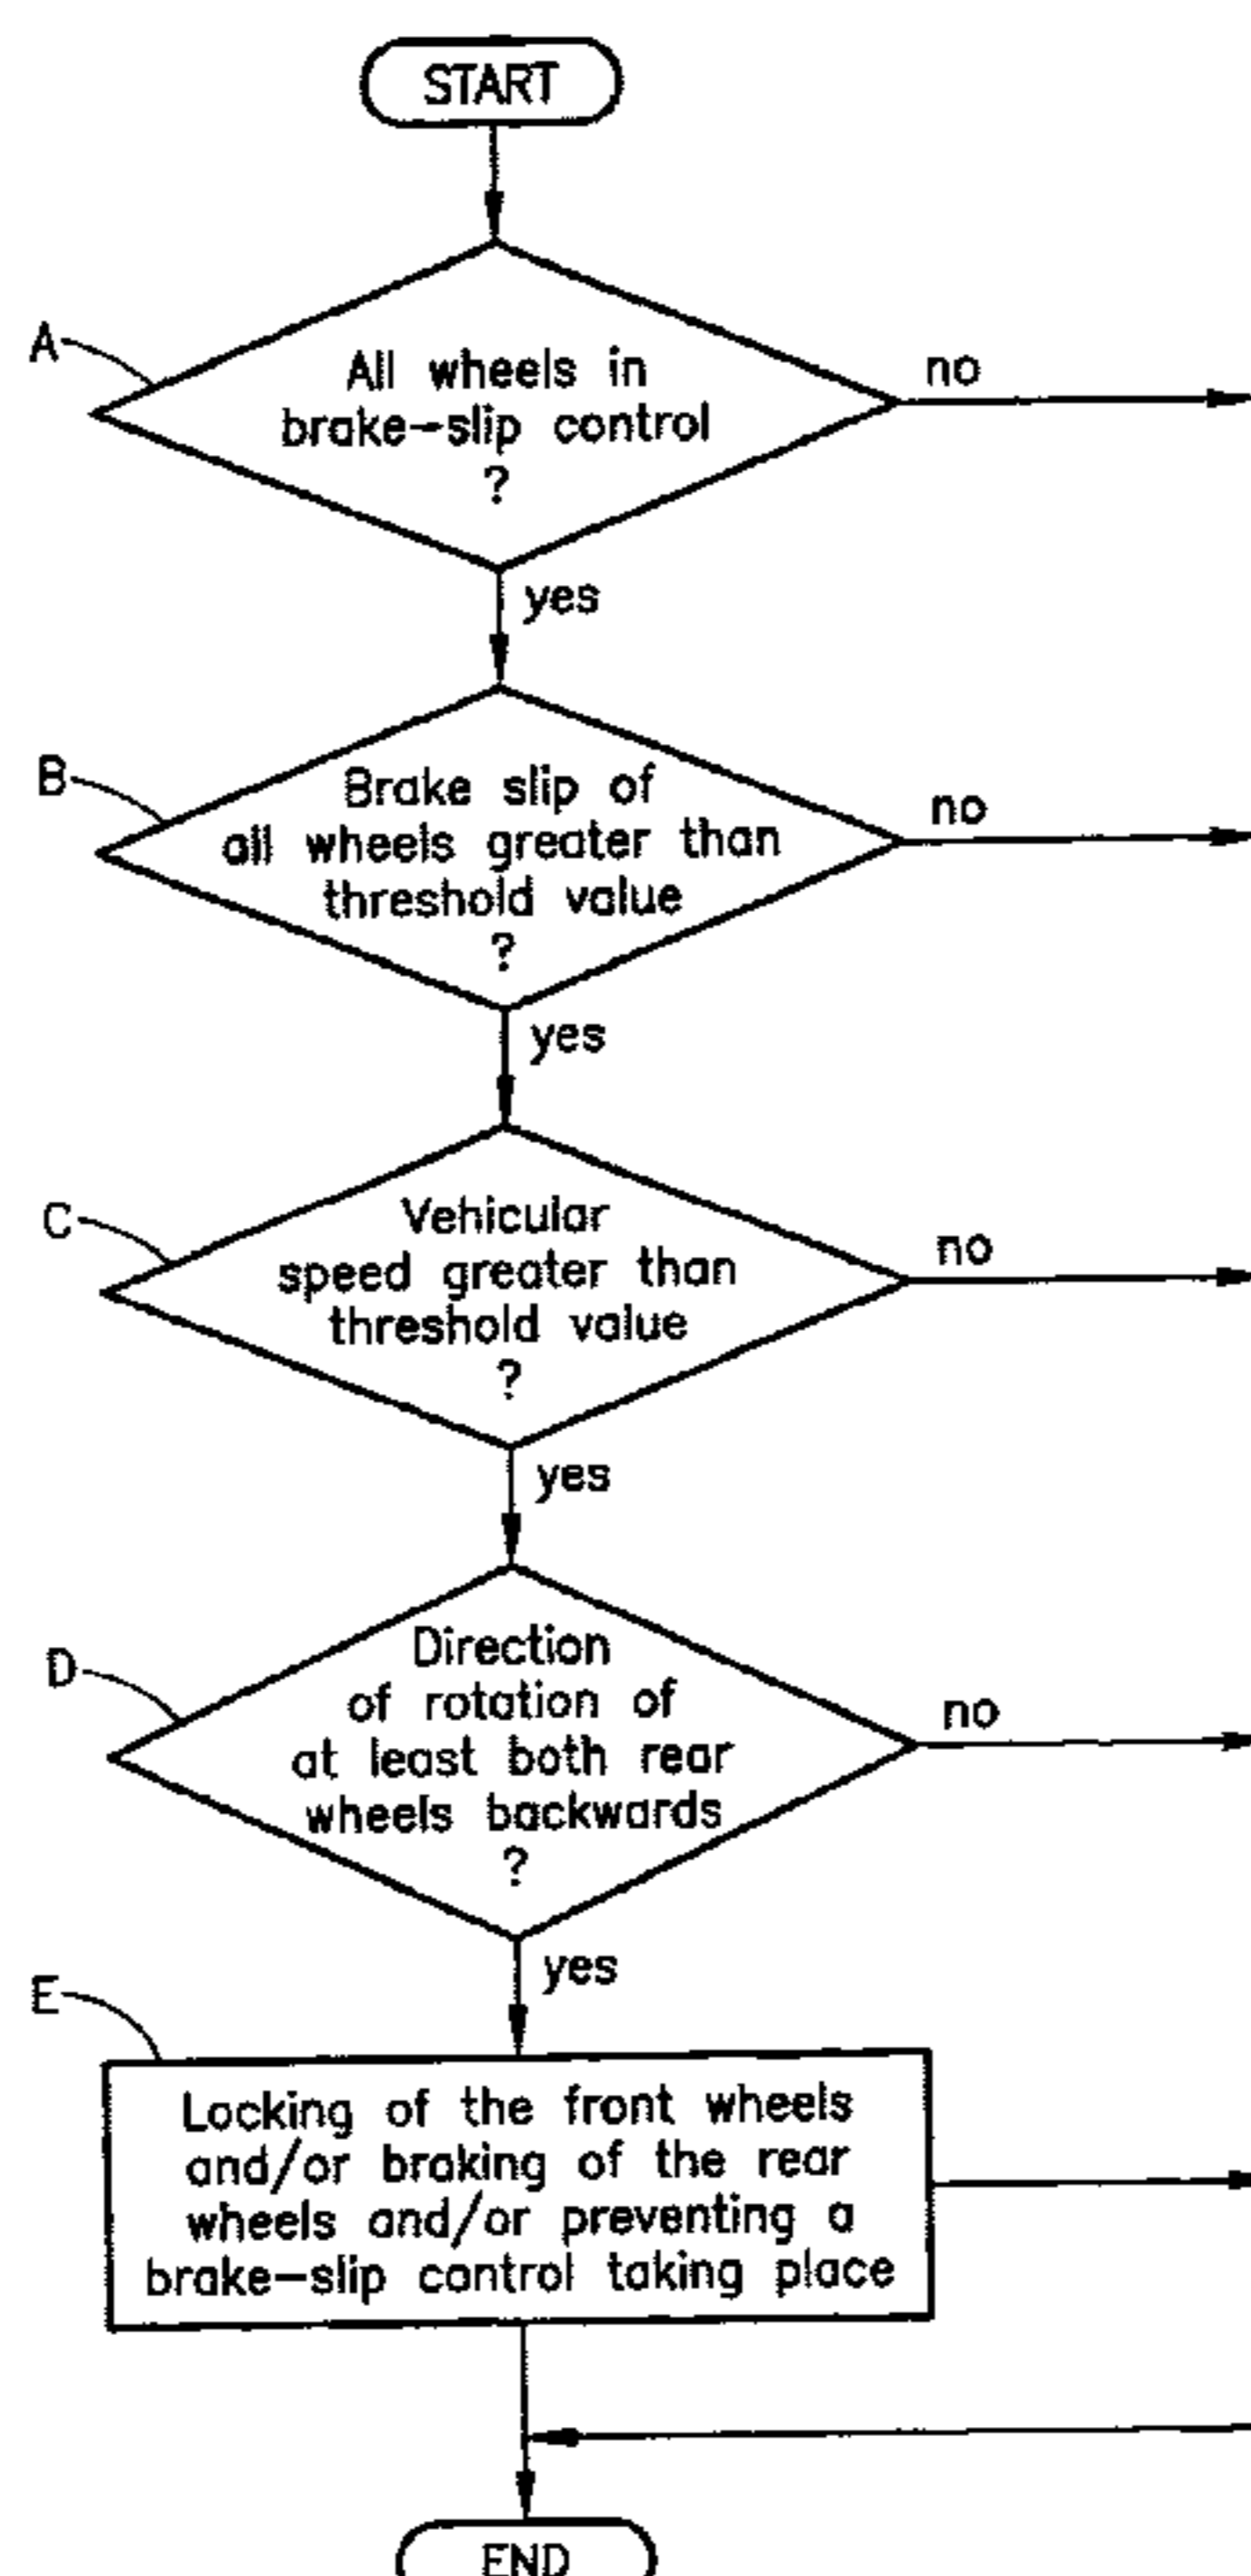 START
A
All wheels in
brake-slip control
?
no
yes
B
Brake slip of
all wheels greater than
threshold value
?
no
yes
C
Vehicular
speed greater than
threshold value
?
no
yes
D
Direction
of rotation of
at least both rear
wheels backwards
?
no
yes
E
Locking of the front wheels
and/or braking of the rear
wheels and/or preventing a
brake-slip control taking place
END